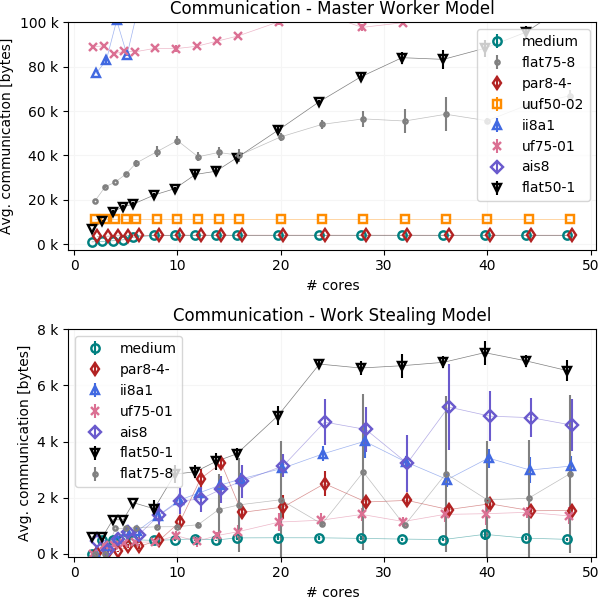 Communication - Master Worker Model
100 k
80 k
60 k
40 k
20 k
0 k
Avg. communication [bytes]
medium
flat75-8
par8-4-
uuf50-02
ii8a1
uf75-01
ais8
flat50-1
0 10 20 30 40 50
# cores
Communication - Work Stealing Model
8 k
6 k
4 k
2 k
0 k
Avg. communication [bytes]
medium
par8-4-
ii8a1
uf75-01
ais8
flat50-1
flat75-8
0 10 20 30 40 50
# cores